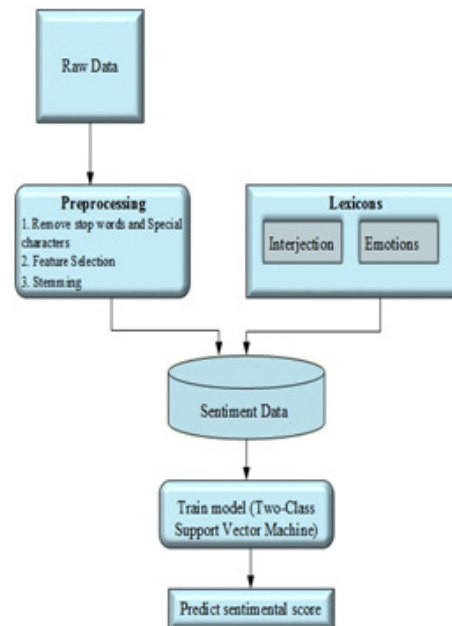 Raw Data
Preprocessing
1. Remove stop words and Special
characters
2. Feature Selection
3. Stemming
Lexicons
Interjection
Emotions
Sentiment Data
Train model (Two-Class
Support Vector Machine)
Predict sentimental score